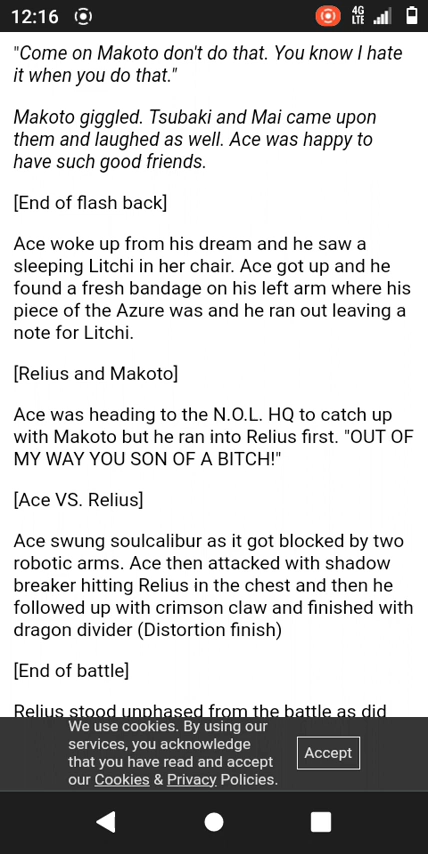 12:16
4G
LTE
"Come on Makoto don't do that. You know I hate
it when you do that."
Makoto giggled. Tsubaki and Mai came upon
them and laughed as well. Ace was happy to
have such good friends.
[End of flash back]
Ace woke up from his dream and he saw a
sleeping Litchi in her chair. Ace got up and he
found a fresh bandage on his left arm where his
piece of the Azure was and he ran out leaving a
note for Litchi.
[Relius and Makoto]
Ace was heading to the N.O.L. HQ to catch up
with Makoto but he ran into Relius first. "OUT OF
MY WAY YOU SON OF A BITCH!"
[Ace VS. Relius]
Ace swung soulcalibur as it got blocked by two
robotic arms. Ace then attacked with shadow
breaker hitting Relius in the chest and then he
followed up with crimson claw and finished with
dragon divider (Distortion finish)
[End of battle]
Relius stood unphased from the battle as did
We use cookies. By using our
services, you acknowledge
that you have read and accept
our Cookies & Privacy Policies.
Accept